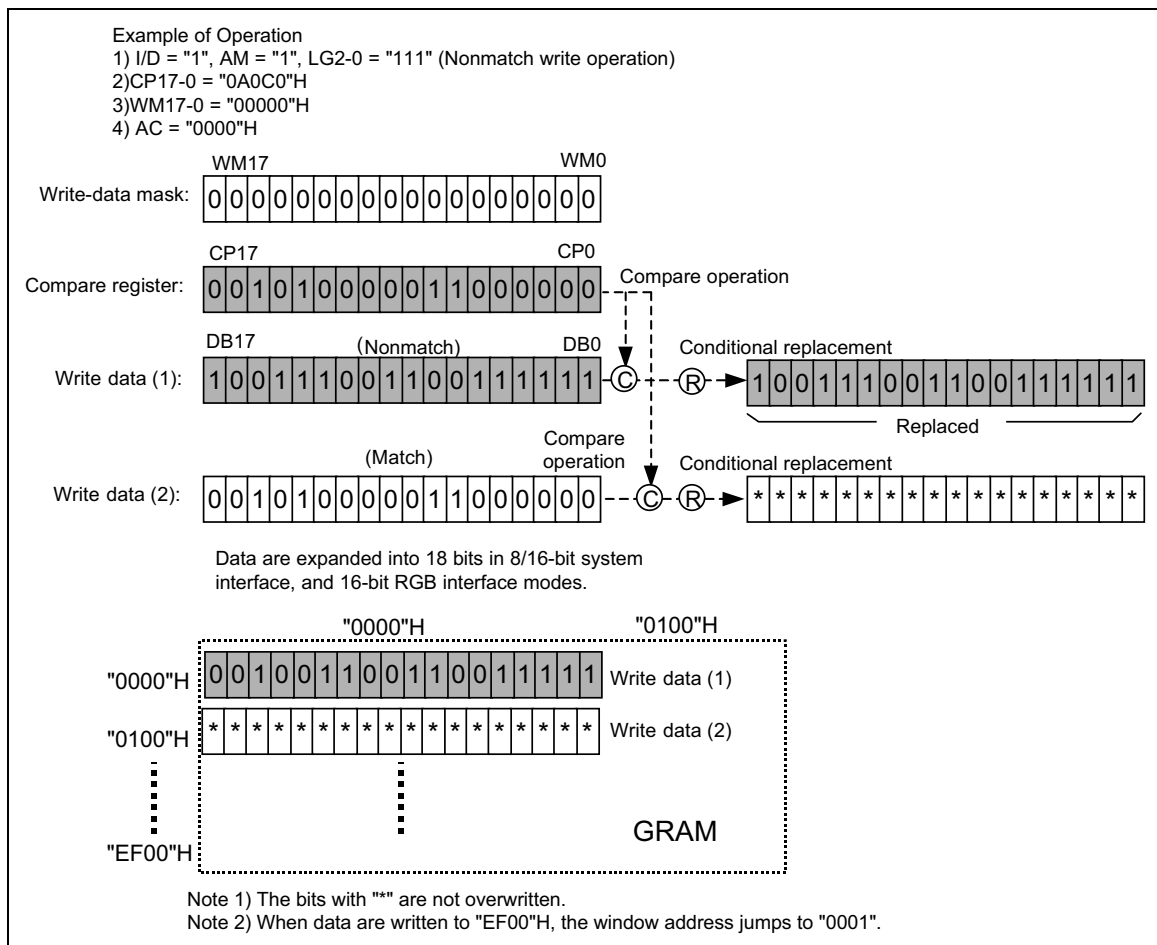 Example of Operation
1) I/D = "1", AM = "1", LG2-0 = "111" (Nonmatch write operation)
2)CP17-0 = "0A0C0"H
3)WM17-0 = "00000"H
4) AC = "0000"H
WM17 WM0
Write-data mask: 0 0 0 0 0 0 0 0 0 0 0 0 0 0 0 0 0 0
CP17 CP0
Compare register: 0 0 1 0 1 0 0 0 0 0 1 1 0 0 0 0 0 0
Compare operation
DB17 (Nonmatch) DB0 Conditional replacement
Write data (1): 1 0 0 1 1 1 0 0 1 1 0 0 1 1 1 1 1 1 C R 1 0 0 1 1 1 0 0 1 1 0 0 1 1 1 1 1 1
Replaced
(Match) Compare operation Conditional replacement
Write data (2): 0 0 1 0 1 0 0 0 0 0 1 1 0 0 0 0 0 0 C R * * * * * * * * * * * * * * * * * *
Data are expanded into 18 bits in 8/16-bit system
interface, and 16-bit RGB interface modes.
"0000"H "0100"H
"0000"H 0 0 1 0 0 1 1 0 0 1 1 0 0 1 1 1 1 1 Write data (1)
"0100"H * * * * * * * * * * * * * * * * * * Write data (2)
GRAM
"EF00"H
Note 1) The bits with "*" are not overwritten.
Note 2) When data are written to "EF00"H, the window address jumps to "0001".